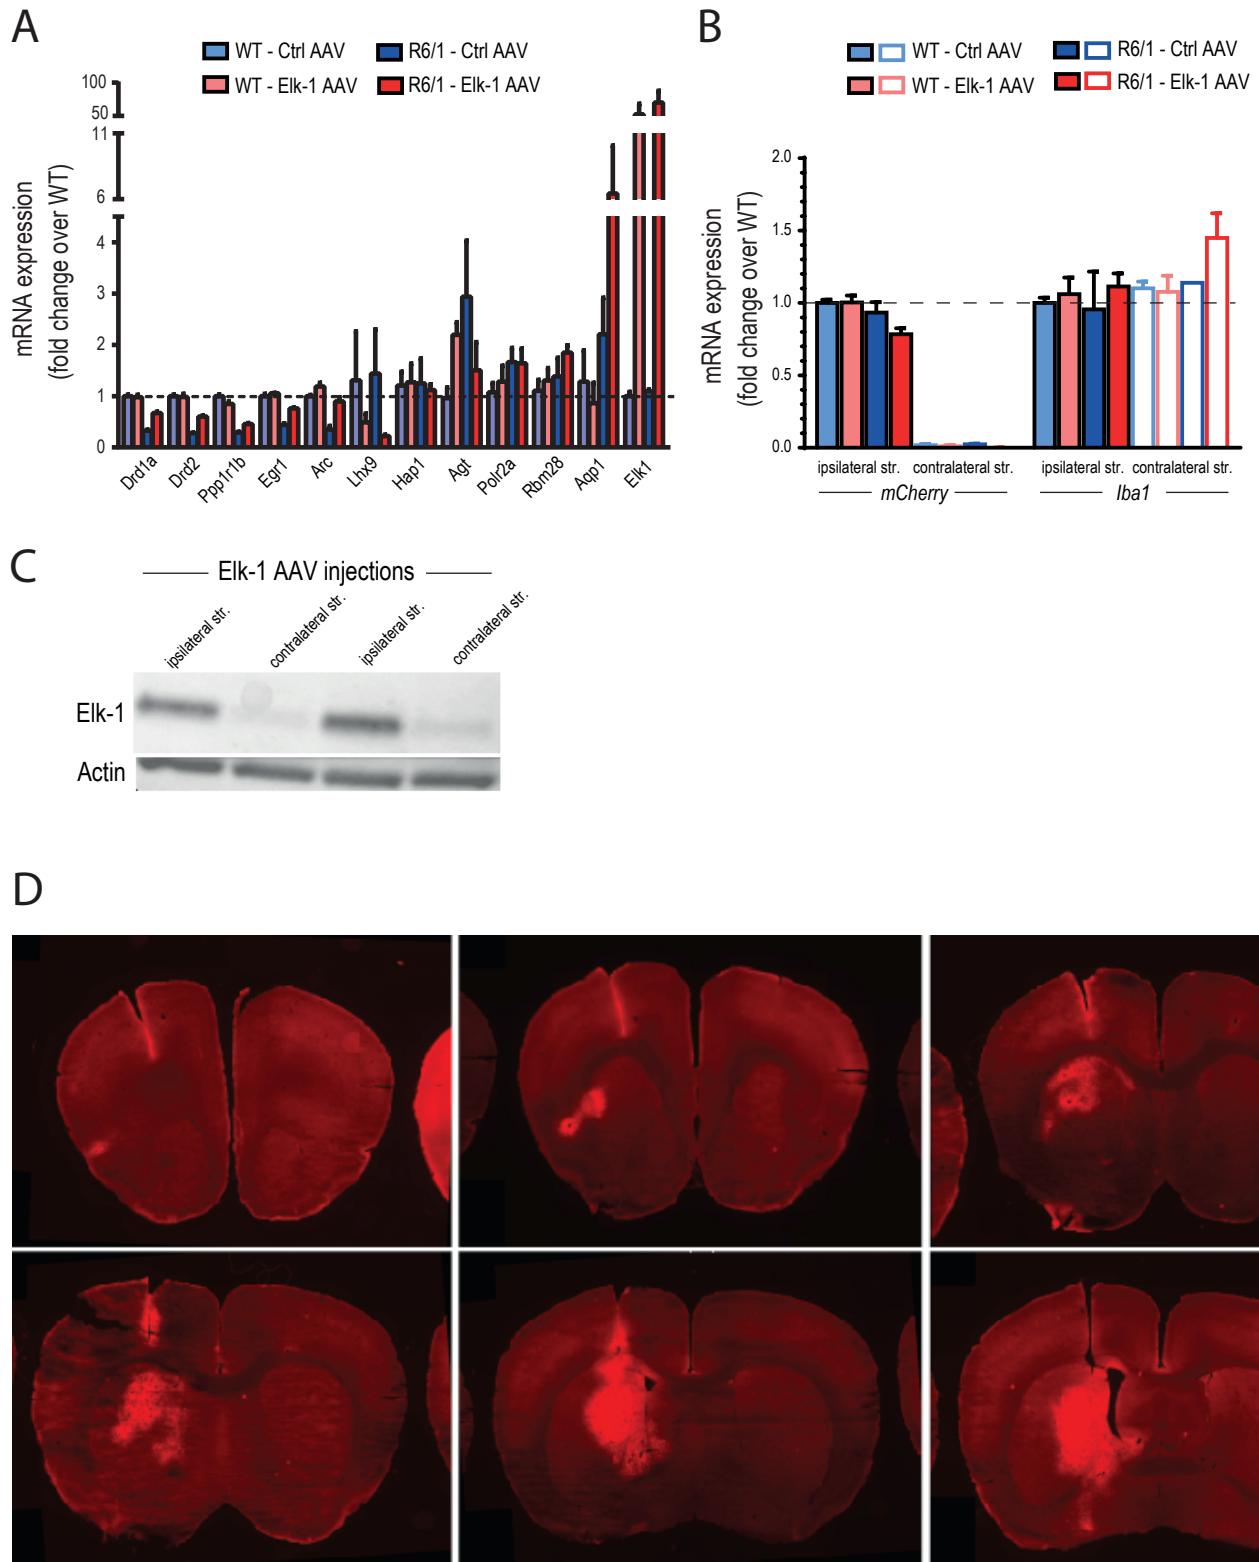 A
WT - Ctrl AAV
R6/1 - Ctrl AAV
WT - Elk-1 AAV
R6/1 - Elk-1 AAV
mRNA expression
(fold change over WT)
100
50
11
6
4
3
2
1
0
Drd1a
Drd2
Ppp1r1b
Egr1
Arc
Lhx9
Hap1
Agt
Polr2a
Rbm28
Aqp1
Elk1
B
WT - Ctrl AAV
R6/1 - Ctrl AAV
WT - Elk-1 AAV
R6/1 - Elk-1 AAV
mRNA expression
(fold change over WT)
2.0
1.5
1.0
0.5
0.0
ipsilateral str.
contralateral str.
ipsilateral str.
contralateral str.
mCherry
Iba1
C
Elk-1 AAV injections
ipsilateral str.
contralateral str.
ipsilateral str.
contralateral str.
Elk-1
Actin
D